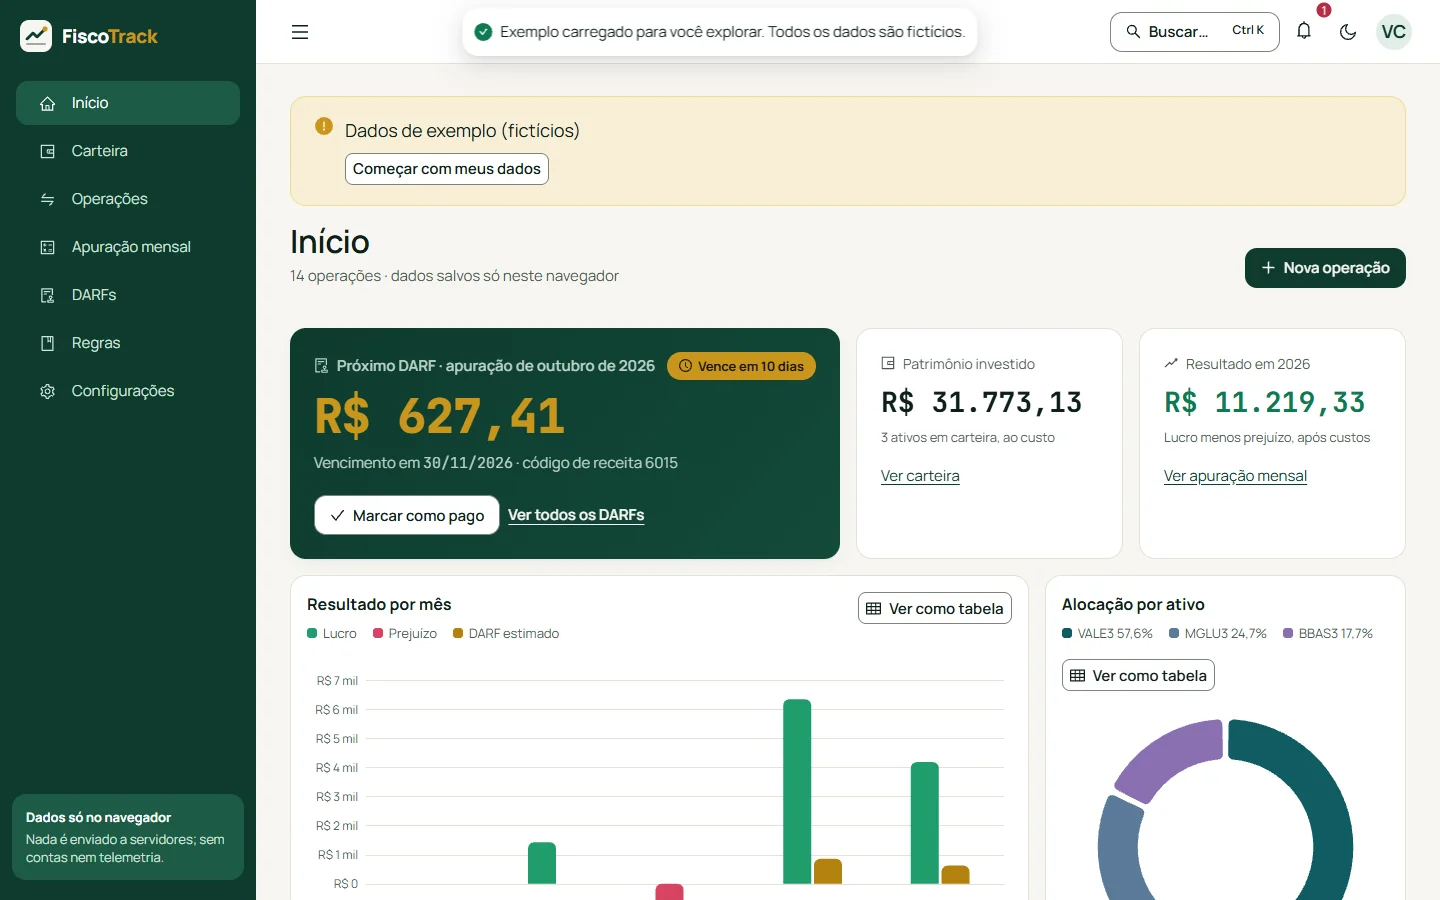 FiscoTrack
Início
Carteira
Operações
Apuração mensal
DARFs
Regras
Configurações
Dados só no navegador
Nada é enviado a servidores; sem
contas nem telemetria.
Exemplo carregado para você explorar. Todos os dados são fictícios.
Buscar... Ctrl K
1
VC
Dados de exemplo (fictícios)
Começar com meus dados
Início
14 operações · dados salvos só neste navegador
Nova operação
Próximo DARF · apuração de outubro de 2026
Vence em 10 dias
R$ 627,41
Vencimento em 30/11/2026 · código de receita 6015
Marcar como pago
Ver todos os DARFs
Patrimônio investido
R$ 31.773,13
3 ativos em carteira, ao custo
Ver carteira
Resultado em 2026
R$ 11.219,33
Lucro menos prejuízo, após custos
Ver apuração mensal
Resultado por mês
Lucro Prejuízo DARF estimado
Ver como tabela
R$ 7 mil
R$ 6 mil
R$ 5 mil
R$ 4 mil
R$ 3 mil
R$ 2 mil
R$ 1 mil
R$ 0
Alocação por ativo
VALE3 57,6% MGLU3 24,7% BBAS3 17,7%
Ver como tabela